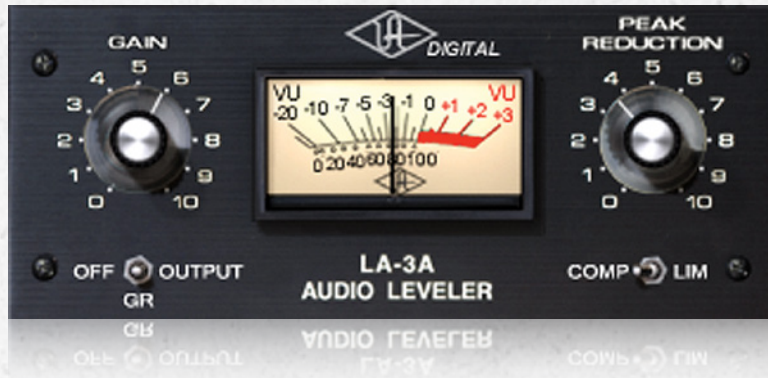 GAIN
0 1 2 3 4 5 6 7 8 9 10
OFF OUTPUT
GR
UA DIGITAL
VU VU
-20 -10 -7 -5 -3 -1 0 +1 +2 +3
0 20 40 60 80 100
UA
LA-3A
AUDIO LEVELER
PEAK
REDUCTION
0 1 2 3 4 5 6 7 8 9 10
COMP LIM